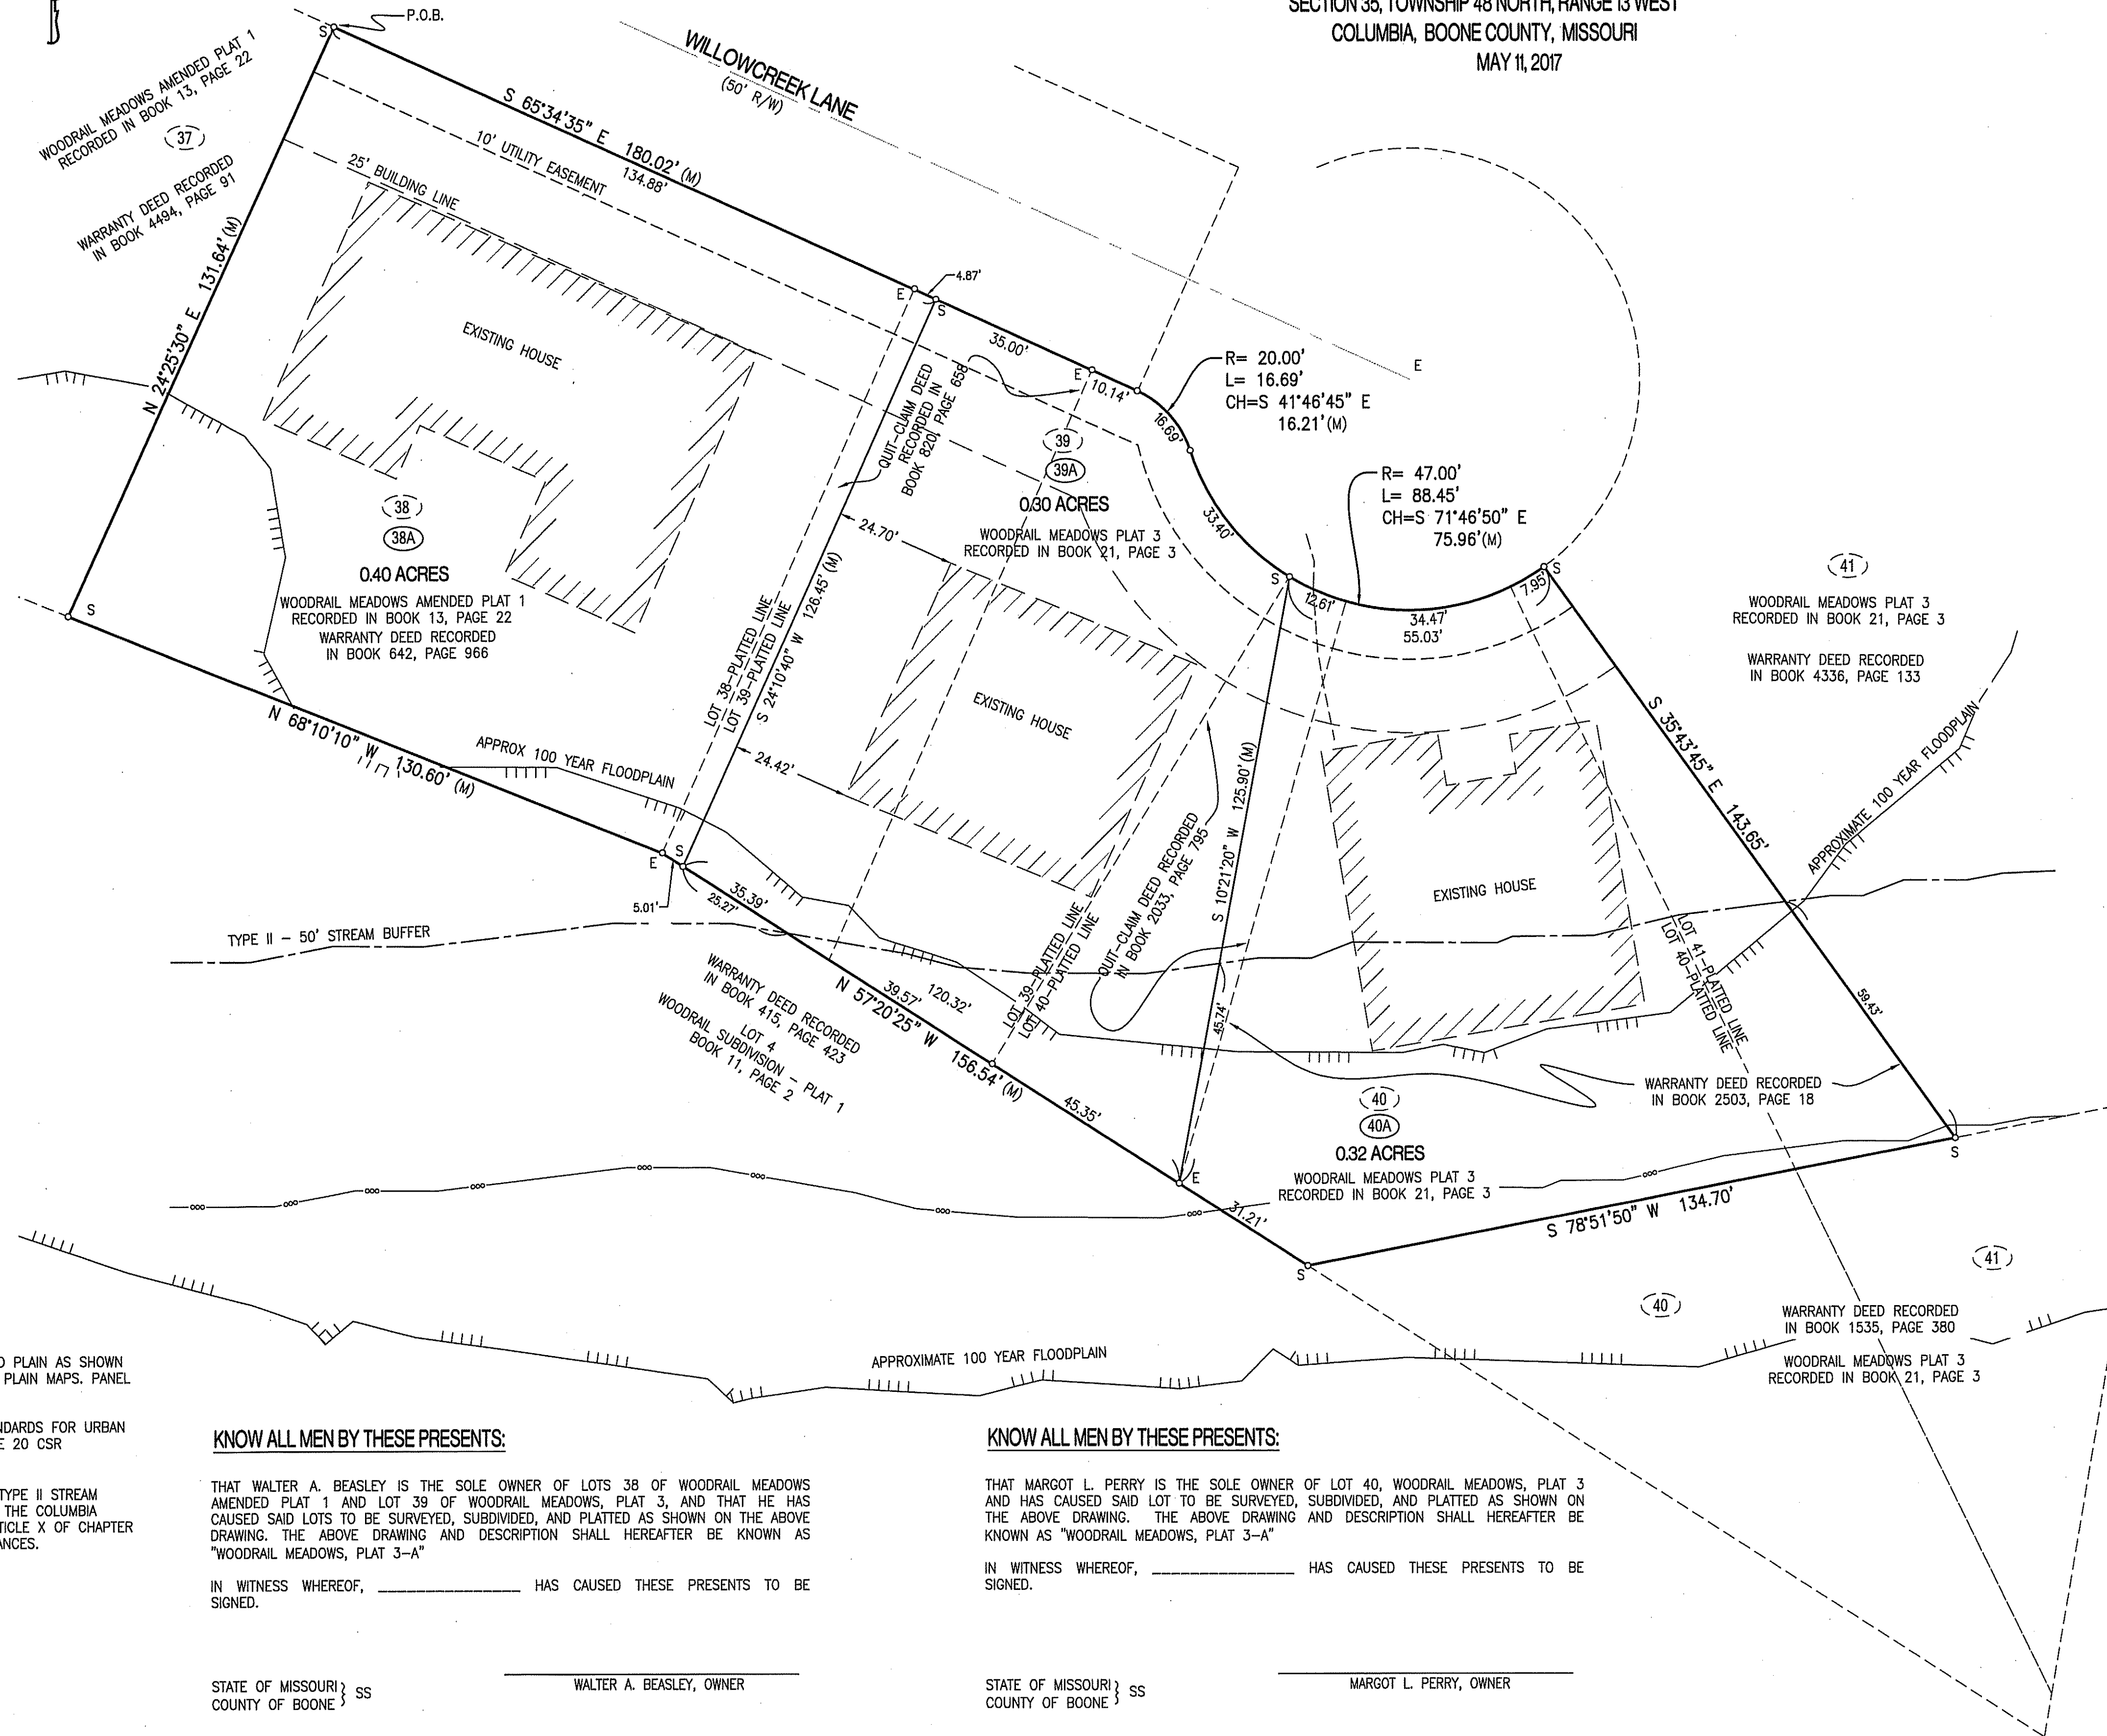 SECTION 35, TOWNSHIP 48 NORTH, RANGE 13 WEST
COLUMBIA, BOONE COUNTY, MISSOURI
MAY 11, 2017
P.O.B.
S
WILLOWCREEK LANE
(50' R/W)
WOODRAIL MEADOWS AMENDED PLAT 1
RECORDED IN BOOK 13, PAGE 22
37
WARRANTY DEED RECORDED
IN BOOK 4494, PAGE 91
S 65°34'35" E 180.02' (M)
134.88'
10' UTILITY EASEMENT
25' BUILDING LINE
N 24°25'30" E 131.64' (M)
EXISTING HOUSE
E
S
4.87'
35.00'
E
10.14'
16.69'
R= 20.00'
L= 16.69'
CH=S 41°46'45" E
16.21' (M)
E
QUIT-CLAIM DEED
RECORDED IN
BOOK 820, PAGE 658
39
39A
0.30 ACRES
WOODRAIL MEADOWS PLAT 3
RECORDED IN BOOK 21, PAGE 3
33.40'
R= 47.00'
L= 88.45'
CH=S 71°46'50" E
75.96' (M)
38
38A
0.40 ACRES
WOODRAIL MEADOWS AMENDED PLAT 1
RECORDED IN BOOK 13, PAGE 22
WARRANTY DEED RECORDED
IN BOOK 642, PAGE 966
S
24.70'
S
12.61'
34.47'
55.03'
7.95'
S
41
WOODRAIL MEADOWS PLAT 3
RECORDED IN BOOK 21, PAGE 3
WARRANTY DEED RECORDED
IN BOOK 4336, PAGE 133
LOT 38-PLATTED LINE
LOT 39-PLATTED LINE
S 24°10'40" W 126.45' (M)
EXISTING HOUSE
24.42'
N 68°10'10" W 130.60' (M)
APPROX 100 YEAR FLOODPLAIN
S 10°21'20" W 125.90' (M)
S 35°43'45" E 143.65'
APPROXIMATE 100 YEAR FLOODPLAIN
QUIT-CLAIM DEED RECORDED
IN BOOK 2033, PAGE 795
EXISTING HOUSE
E
S
5.01'
35.39'
25.27'
TYPE II - 50' STREAM BUFFER
LOT 39-PLATTED LINE
LOT 40-PLATTED LINE
LOT 41-PLATTED LINE
LOT 40-PLATTED LINE
59.43'
WARRANTY DEED RECORDED
IN BOOK 415, PAGE 423
LOT 4
WOODRAIL SUBDIVISION - PLAT 1
BOOK 11, PAGE 2
39.57'
120.32'
N 57°20'25" W 156.54' (M)
45.74'
45.35'
WARRANTY DEED RECORDED
IN BOOK 2503, PAGE 18
40
40A
0.32 ACRES
WOODRAIL MEADOWS PLAT 3
RECORDED IN BOOK 21, PAGE 3
E
31.21'
S
S
S 78°51'50" W 134.70'
41
40
WARRANTY DEED RECORDED
IN BOOK 1535, PAGE 380
WOODRAIL MEADOWS PLAT 3
RECORDED IN BOOK 21, PAGE 3
APPROXIMATE 100 YEAR FLOODPLAIN
PLAIN AS SHOWN
PLAIN MAPS. PANEL
FOR URBAN
20 CSR
TYPE II STREAM
THE COLUMBIA
X OF CHAPTER
KNOW ALL MEN BY THESE PRESENTS:
THAT WALTER A. BEASLEY IS THE SOLE OWNER OF LOTS 38 OF WOODRAIL MEADOWS
AMENDED PLAT 1 AND LOT 39 OF WOODRAIL MEADOWS, PLAT 3, AND THAT HE HAS
CAUSED SAID LOTS TO BE SURVEYED, SUBDIVIDED, AND PLATTED AS SHOWN ON THE ABOVE
DRAWING. THE ABOVE DRAWING AND DESCRIPTION SHALL HEREAFTER BE KNOWN AS
"WOODRAIL MEADOWS, PLAT 3-A"
IN WITNESS WHEREOF, _______________ HAS CAUSED THESE PRESENTS TO BE
SIGNED.
WALTER A. BEASLEY, OWNER
STATE OF MISSOURI } SS
COUNTY OF BOONE
KNOW ALL MEN BY THESE PRESENTS:
THAT MARGOT L. PERRY IS THE SOLE OWNER OF LOT 40, WOODRAIL MEADOWS, PLAT 3
AND HAS CAUSED SAID LOT TO BE SURVEYED, SUBDIVIDED, AND PLATTED AS SHOWN ON
THE ABOVE DRAWING. THE ABOVE DRAWING AND DESCRIPTION SHALL HEREAFTER BE
KNOWN AS "WOODRAIL MEADOWS, PLAT 3-A"
IN WITNESS WHEREOF, _______________ HAS CAUSED THESE PRESENTS TO BE
SIGNED.
MARGOT L. PERRY, OWNER
STATE OF MISSOURI } SS
COUNTY OF BOONE